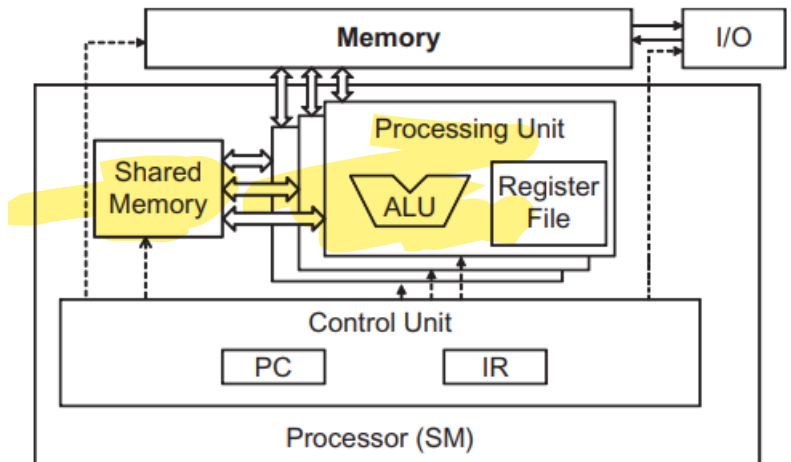 Memory
I/O
Processing Unit
Shared
Memory
ALU
Register
File
Control Unit
PC
IR
Processor (SM)